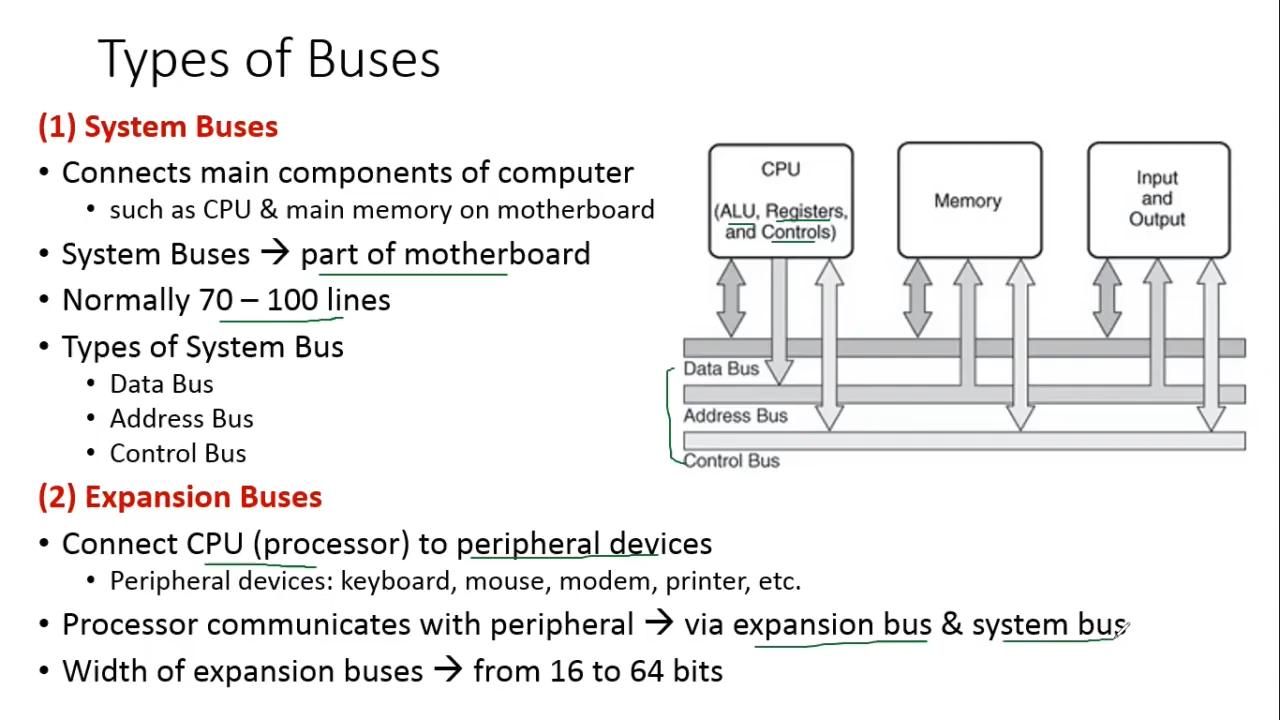 Types of Buses
(1) System Buses
• Connects main components of computer
• such as CPU & main memory on motherboard
• System Buses → part of motherboard
• Normally 70 – 100 lines
• Types of System Bus
• Data Bus
• Address Bus
• Control Bus
(2) Expansion Buses
• Connect CPU (processor) to peripheral devices
• Peripheral devices: keyboard, mouse, modem, printer, etc.
• Processor communicates with peripheral → via expansion bus & system bus
• Width of expansion buses → from 16 to 64 bits
CPU
(ALU, Registers,
and Controls)
Memory
Input
and
Output
Data Bus
Address Bus
Control Bus